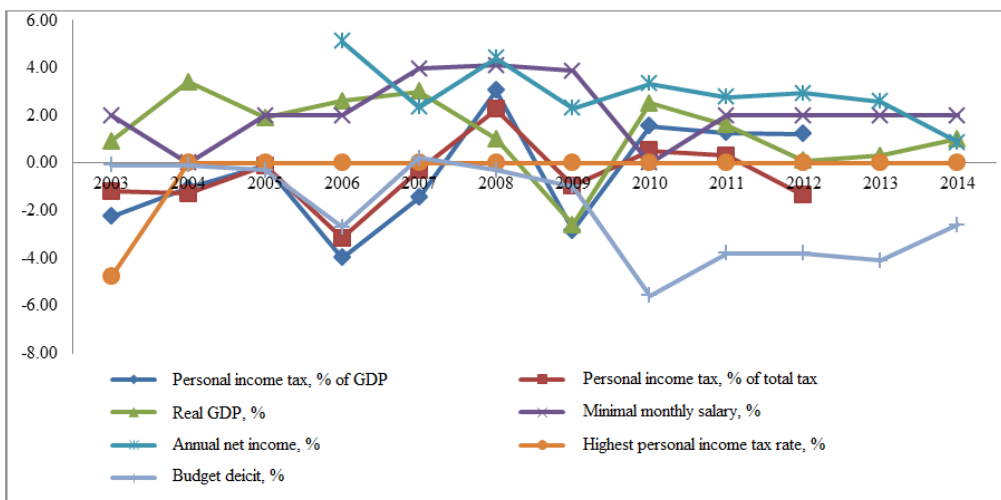 6.00
4.00
2.00
0.00
-2.00
-4.00
-6.00
-8.00
2003 2004 2005 2006 2007 2008 2009 2010 2011 2012 2013 2014
Personal income tax, % of GDP
Personal income tax, % of total tax
Real GDP, %
Minimal monthly salary, %
Annual net income, %
Highest personal income tax rate, %
Budget deicit, %